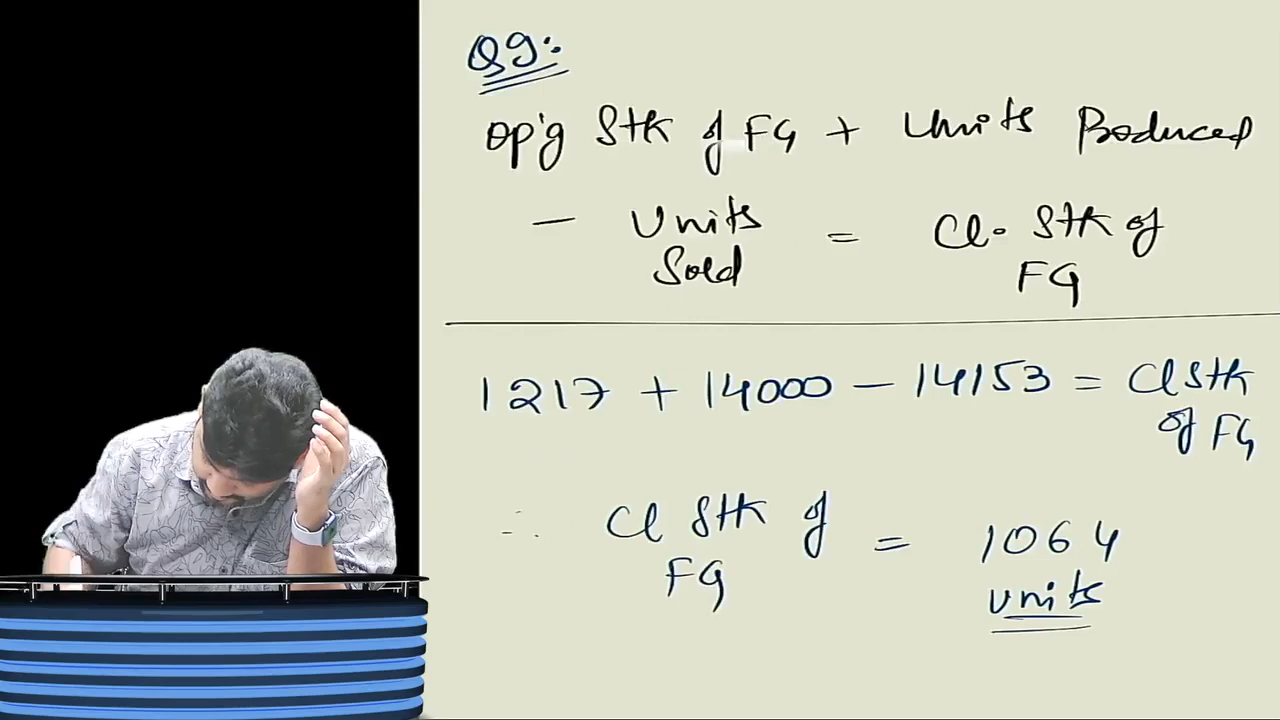 Q9:
Op'g Stk of FG + Units Produced
- Units Sold = Cl. Stk of FG
1217 + 14000 - 14153 = Cl Stk of FG
∴ Cl Stk of FG = 1064 units